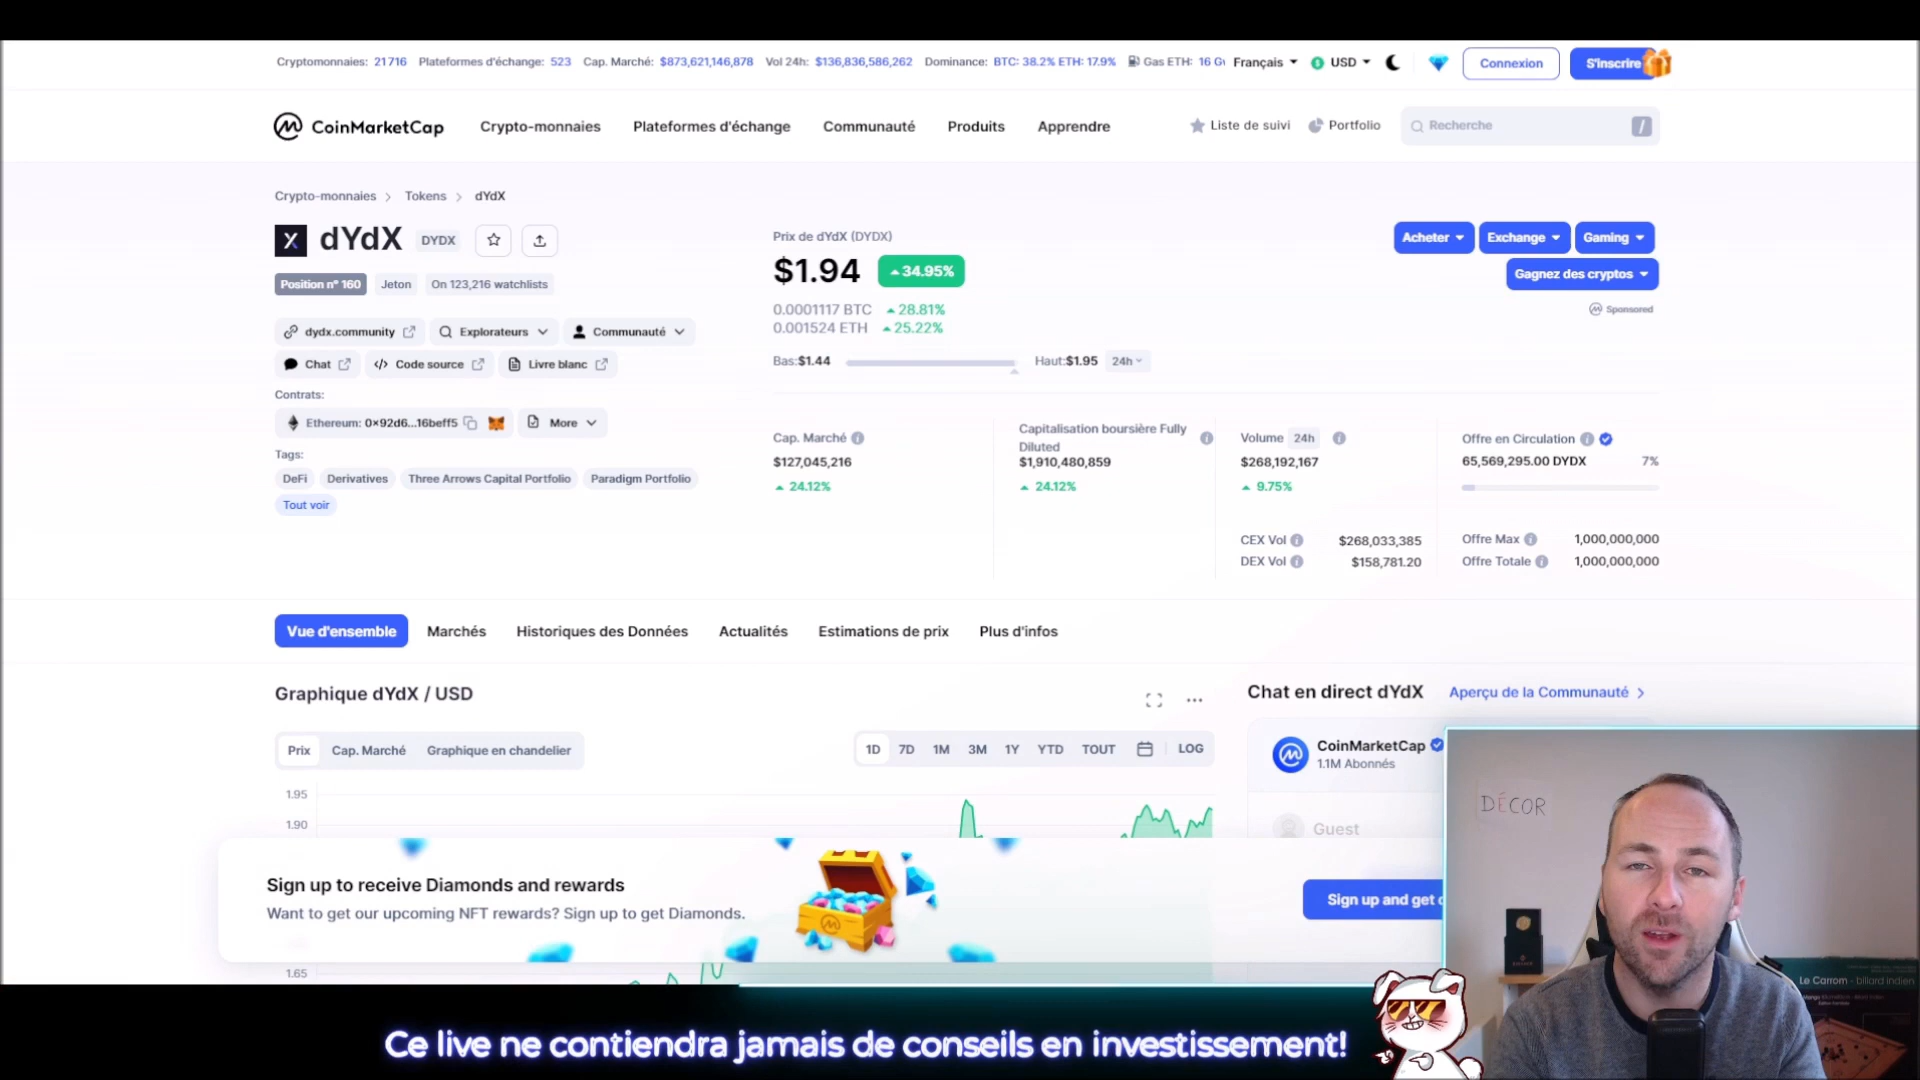 Cryptomonnaies: 21716 Plateformes d'échange: 523 Cap. Marché: $873,621,146,878 Vol 24h: $136,836,586,262 Dominance: BTC: 38.2% ETH: 17.9% Gas ETH: 16 Français USD Connexion S'inscrire
CoinMarketCap Crypto-monnaies Plateformes d'échange Communauté Produits Apprendre Liste de suivi Portfolio Recherche /
Crypto-monnaies > Tokens > dYdX
dYdX DYDX
Position n° 160 Jeton On 123,216 watchlists
dydx.community Explorateurs Communauté
Chat Code source Livre blanc
Contrats:
Ethereum: 0x92d6...16beff5 More
Tags:
DeFi Derivatives Three Arrows Capital Portfolio Paradigm Portfolio
Tout voir
Prix de dYdX (DYDX)
$1.94 34.95%
0.0001117 BTC 28.81%
0.001524 ETH 25.22%
Bas:$1.44 Haut:$1.95 24h
Acheter Exchange Gaming
Gagnez des cryptos
Sponsored
Cap. Marché
$127,045,216
24.12%
Capitalisation boursière Fully
Diluted
$1,910,480,859
24.12%
Volume 24h
$268,192,167
9.75%
CEX Vol $268,033,385
DEX Vol $158,781.20
Offre en Circulation
65,569,295.00 DYDX 7%
Offre Max 1,000,000,000
Offre Totale 1,000,000,000
Vue d'ensemble Marchés Historiques des Données Actualités Estimations de prix Plus d'infos
Graphique dYdX / USD
Prix Cap. Marché Graphique en chandelier 1D 7D 1M 3M 1Y YTD TOUT LOG
1.95
1.90
1.65
Chat en direct dYdX Aperçu de la Communauté >
CoinMarketCap
1.1M Abonnés
Guest
Sign up to receive Diamonds and rewards
Want to get our upcoming NFT rewards? Sign up to get Diamonds.
Sign up and get
DÉCOR
Le Carrom - billard indien
Ce live ne contiendra jamais de conseils en investissement!